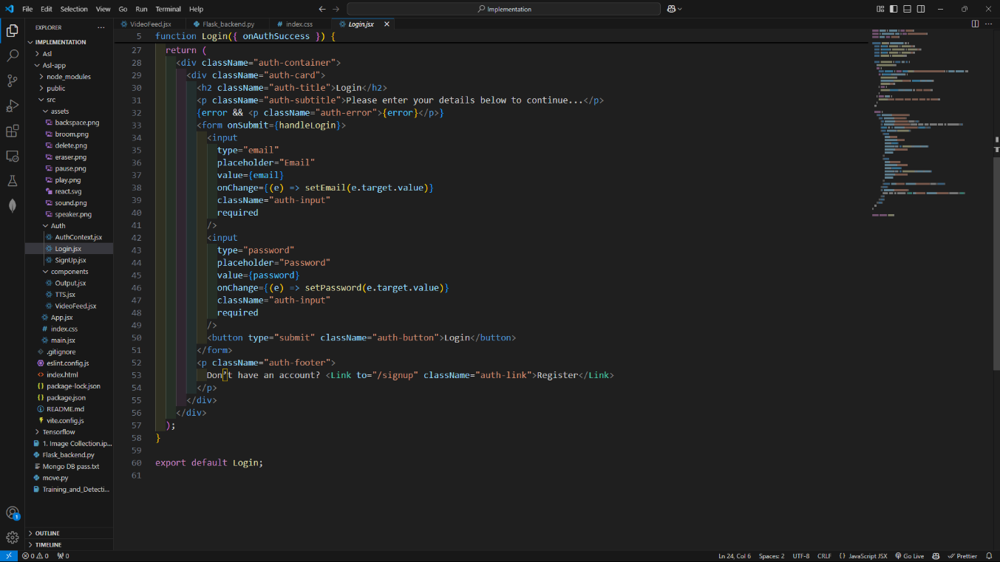 File Edit Selection View Go Run Terminal Help
Implementation
EXPLORER
VideoFeed.jsx
Flask_backend.py
index.css
Login.jsx
IMPLEMENTATION
Asl
Asl-app
node_modules
public
src
assets
backspace.png
broom.png
delete.png
eraser.png
pause.png
play.png
react.svg
sound.png
speaker.png
Auth
AuthContext.jsx
Login.jsx
SignUp.jsx
components
Output.jsx
TTS.jsx
VideoFeed.jsx
App.jsx
index.css
main.jsx
.gitignore
eslint.config.js
index.html
package-lock.json
package.json
README.md
vite.config.js
Tensorflow
1. Image Collection.ip...
Flask_backend.py
Mongo DB pass.txt
move.py
Training_and_Detecti...
OUTLINE
TIMELINE
5 function Login({ onAuthSuccess }) {
27 return (
28 <div className="auth-container">
29 <div className="auth-card">
30 <h2 className="auth-title">Login</h2>
31 <p className="auth-subtitle">Please enter your details below to continue...</p>
32 {error && <p className="auth-error">{error}</p>}
33 <form onSubmit={handleLogin}>
34 <input
35 type="email"
36 placeholder="Email"
37 value={email}
38 onChange={(e) => setEmail(e.target.value)}
39 className="auth-input"
40 required
41 />
42 <input
43 type="password"
44 placeholder="Password"
45 value={password}
46 onChange={(e) => setPassword(e.target.value)}
47 className="auth-input"
48 required
49 />
50 <button type="submit" className="auth-button">Login</button>
51 </form>
52 <p className="auth-footer">
53 Don’t have an account? <Link to="/signup" className="auth-link">Register</Link>
54 </p>
55 </div>
56 </div>
57 );
58 }
59
60 export default Login;
61
1
0 0 0
Ln 24, Col 6 Spaces: 2 UTF-8 CRLF {} JavaScript JSX Go Live Prettier